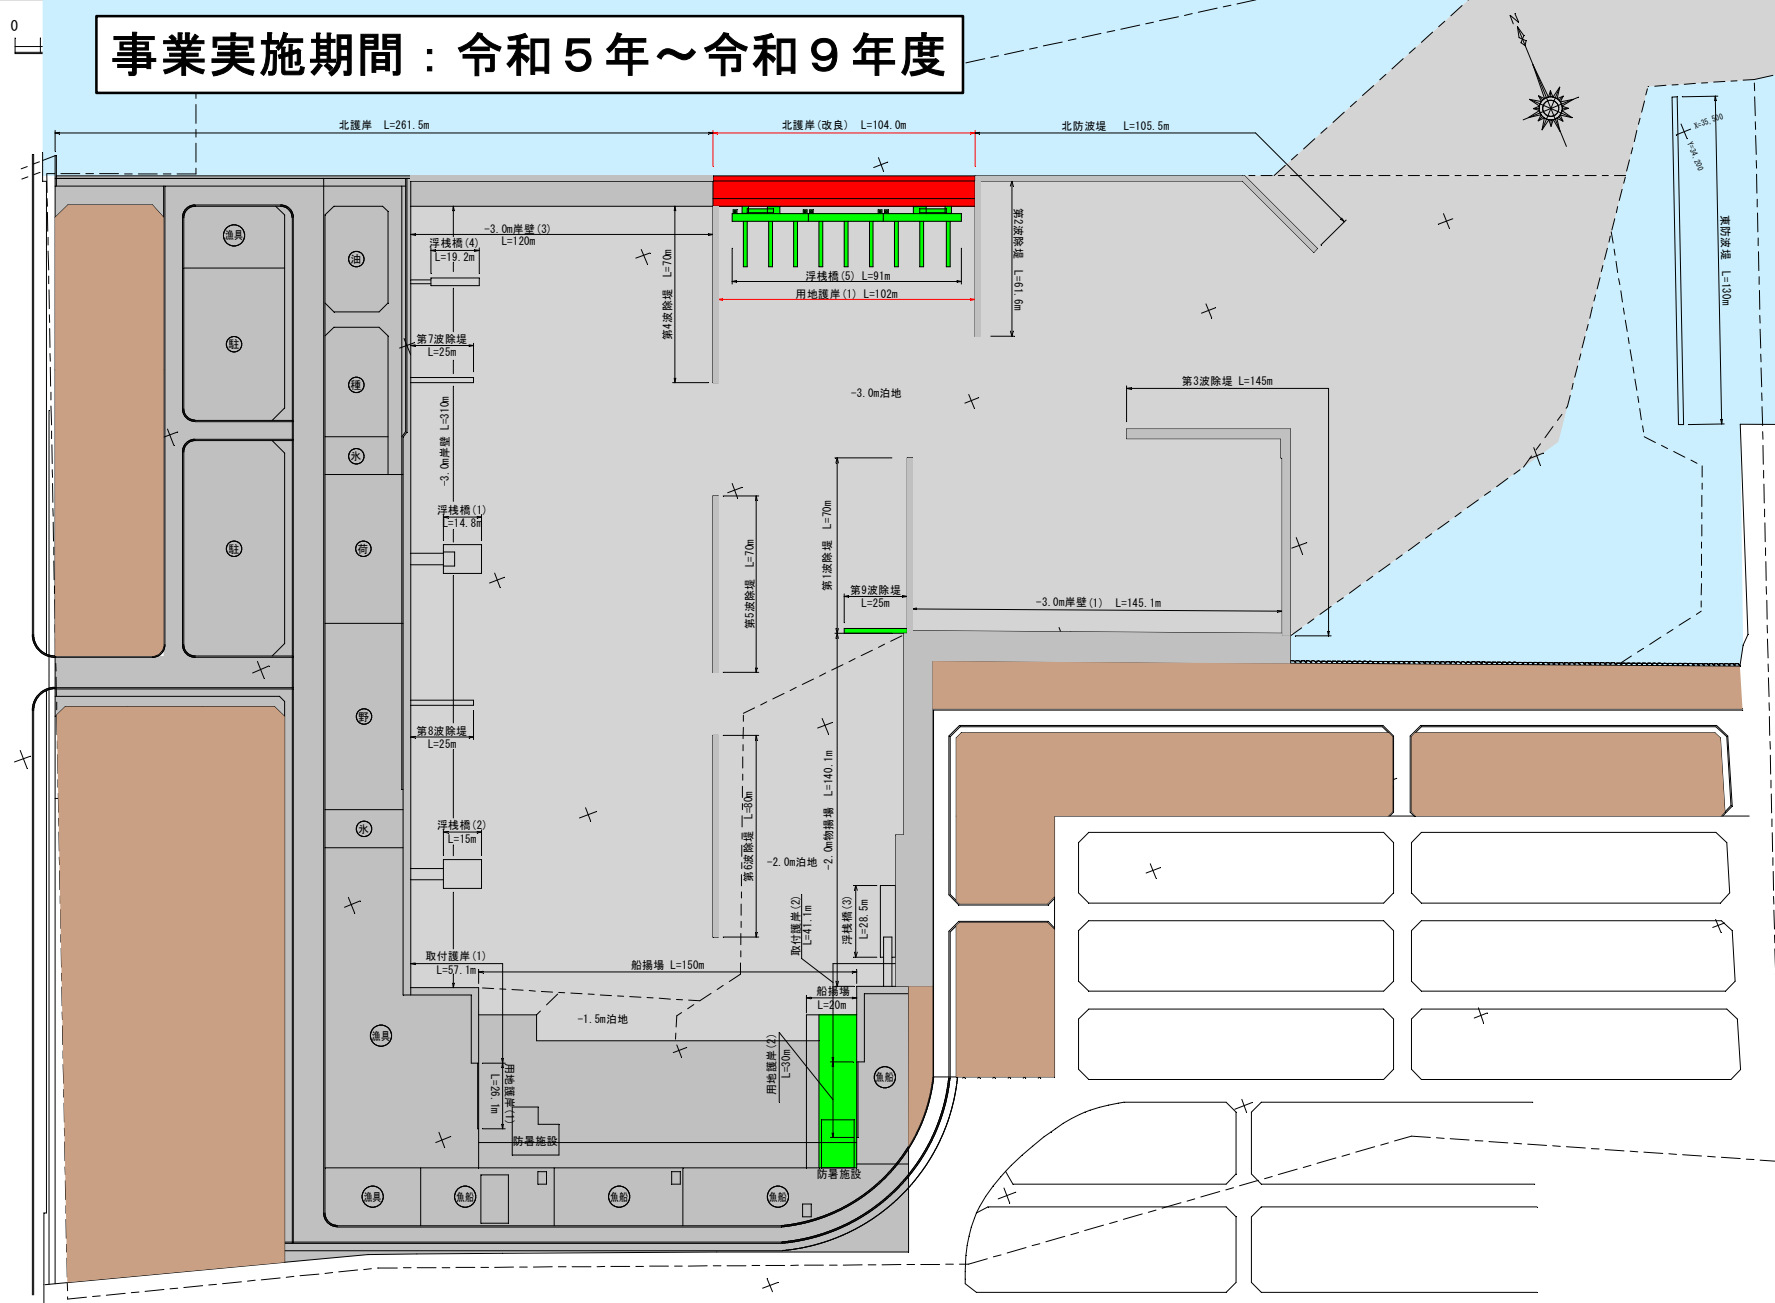 0
事業実施期間：令和５年～令和９年度
N
北護岸 L=261.5m
北護岸(改良) L=104.0m
北防波堤 L=105.5m
X=35,500
Y=34,200
東防波堤 L=130m
漁具
油
-3.0m岸壁(3)
L=120m
浮桟橋(4)
L=19.2m
第4波除堤 L=70m
浮桟橋(5) L=91m
用地護岸(1) L=102m
第2波除堤 L=61.6m
駐
種
第7波除堤
L=25m
-3.0m岸壁 L=310m
-3.0m泊地
第3波除堤 L=145m
氷
浮桟橋(1)
L=14.8m
駐
荷
第5波除堤 L=70m
第1波除堤 L=70m
第9波除堤
L=25m
-3.0m岸壁(1) L=145.1m
野
第8波除堤
L=25m
氷
浮桟橋(2)
L=15m
第6波除堤 L=80m
-2.0m泊地
-2.0m物揚場 L=140.1m
取付護岸(2)
L=41.1m
浮桟橋(3)
L=28.5m
取付護岸(1)
L=57.1m
船揚場 L=150m
船揚場
L=20m
-1.5m泊地
漁具
用地護岸(2)
L=30m
漁船
用地護岸(1)
L=26.1m
防暑施設
防暑施設
漁具
漁船
漁船
漁船